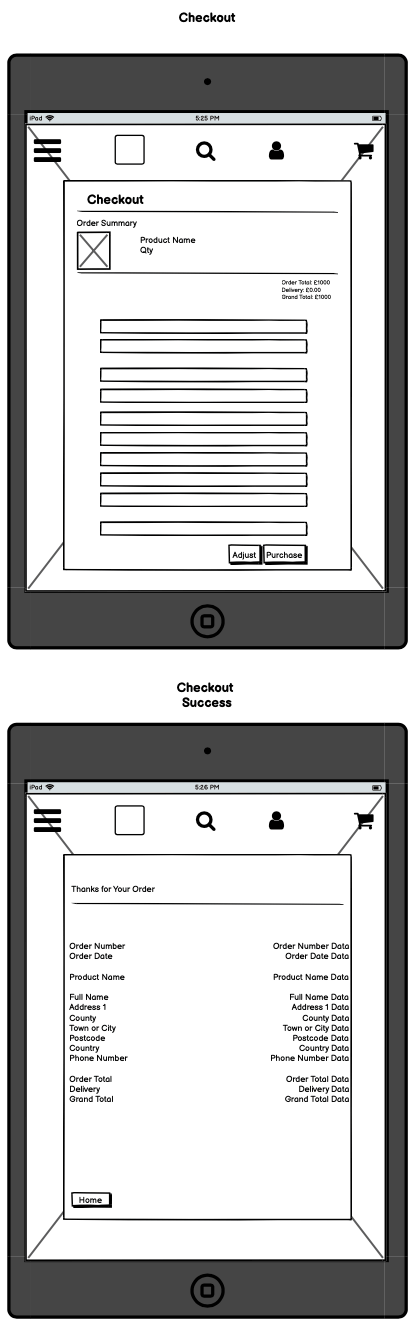 Checkout
iPad
5:25 PM
Checkout
Order Summary
Product Name
Qty
Order Total: £1000
Delivery: £0.00
Grand Total: £1000
Adjust Purchase
Checkout
Success
iPad
5:26 PM
Thanks for Your Order
Order Number Order Number Data
Order Date Order Date Data
Product Name Product Name Data
Full Name Full Name Data
Address 1 Address 1 Data
County County Data
Town or City Town or City Data
Postcode Postcode Data
Country Country Data
Phone Number Phone Number Data
Order Total Order Total Data
Delivery Delivery Data
Grand Total Grand Total Data
Home